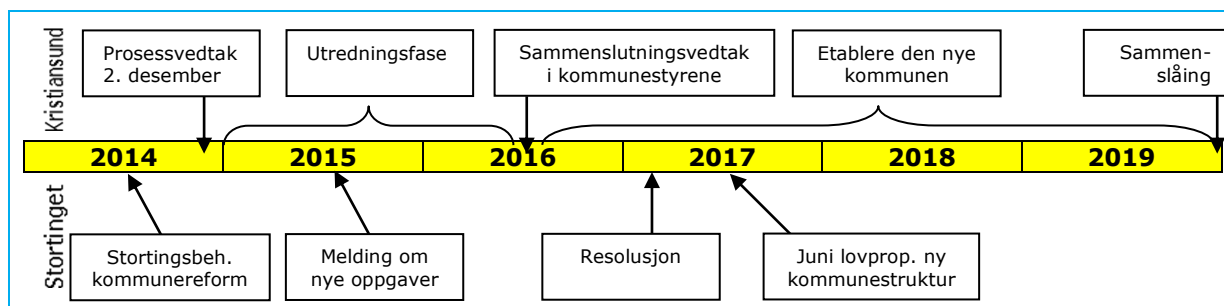 Kristiansund
Prosessvedtak
2. desember
Utredningsfase
Sammenslutningsvedtak
i kommunestyrene
Etablere den nye
kommunen
Sammen-
slåing
2014
2015
2016
2017
2018
2019
Stortinget
Stortingsbeh.
kommunereform
Melding om
nye oppgaver
Resolusjon
Juni lovprop. ny
kommunestruktur